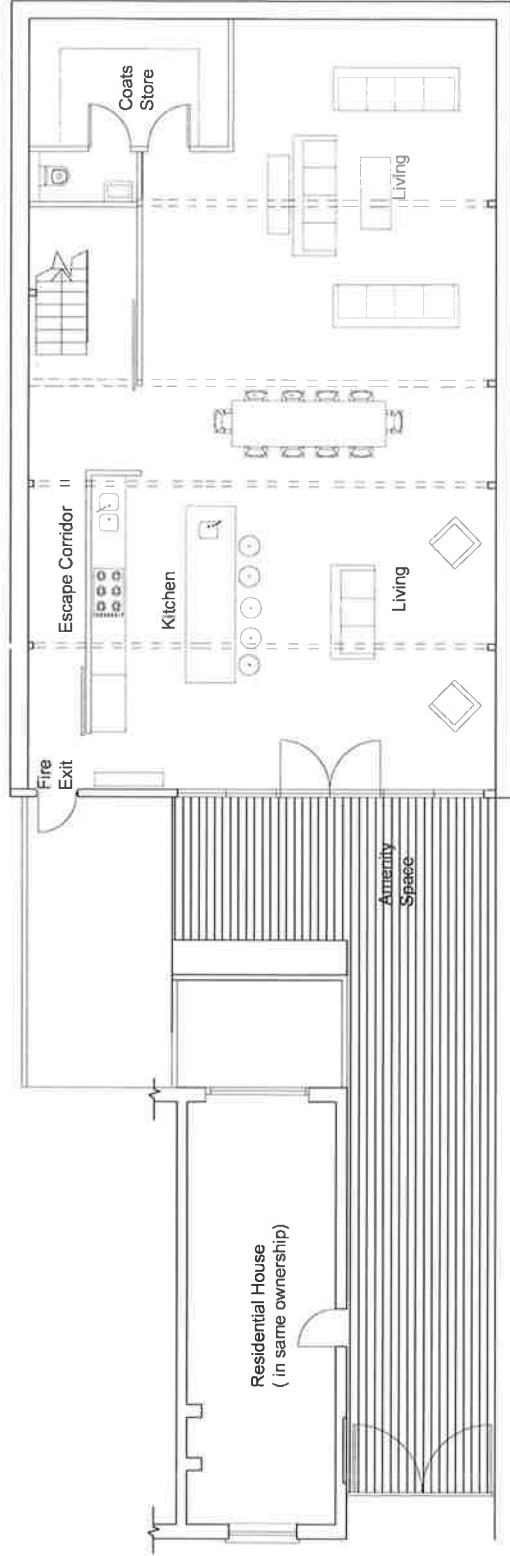 Coats
Store
Living
Escape Corridor
Kitchen
Living
Fire
Exit
Amenity
Space
Residential House
( in same ownership)